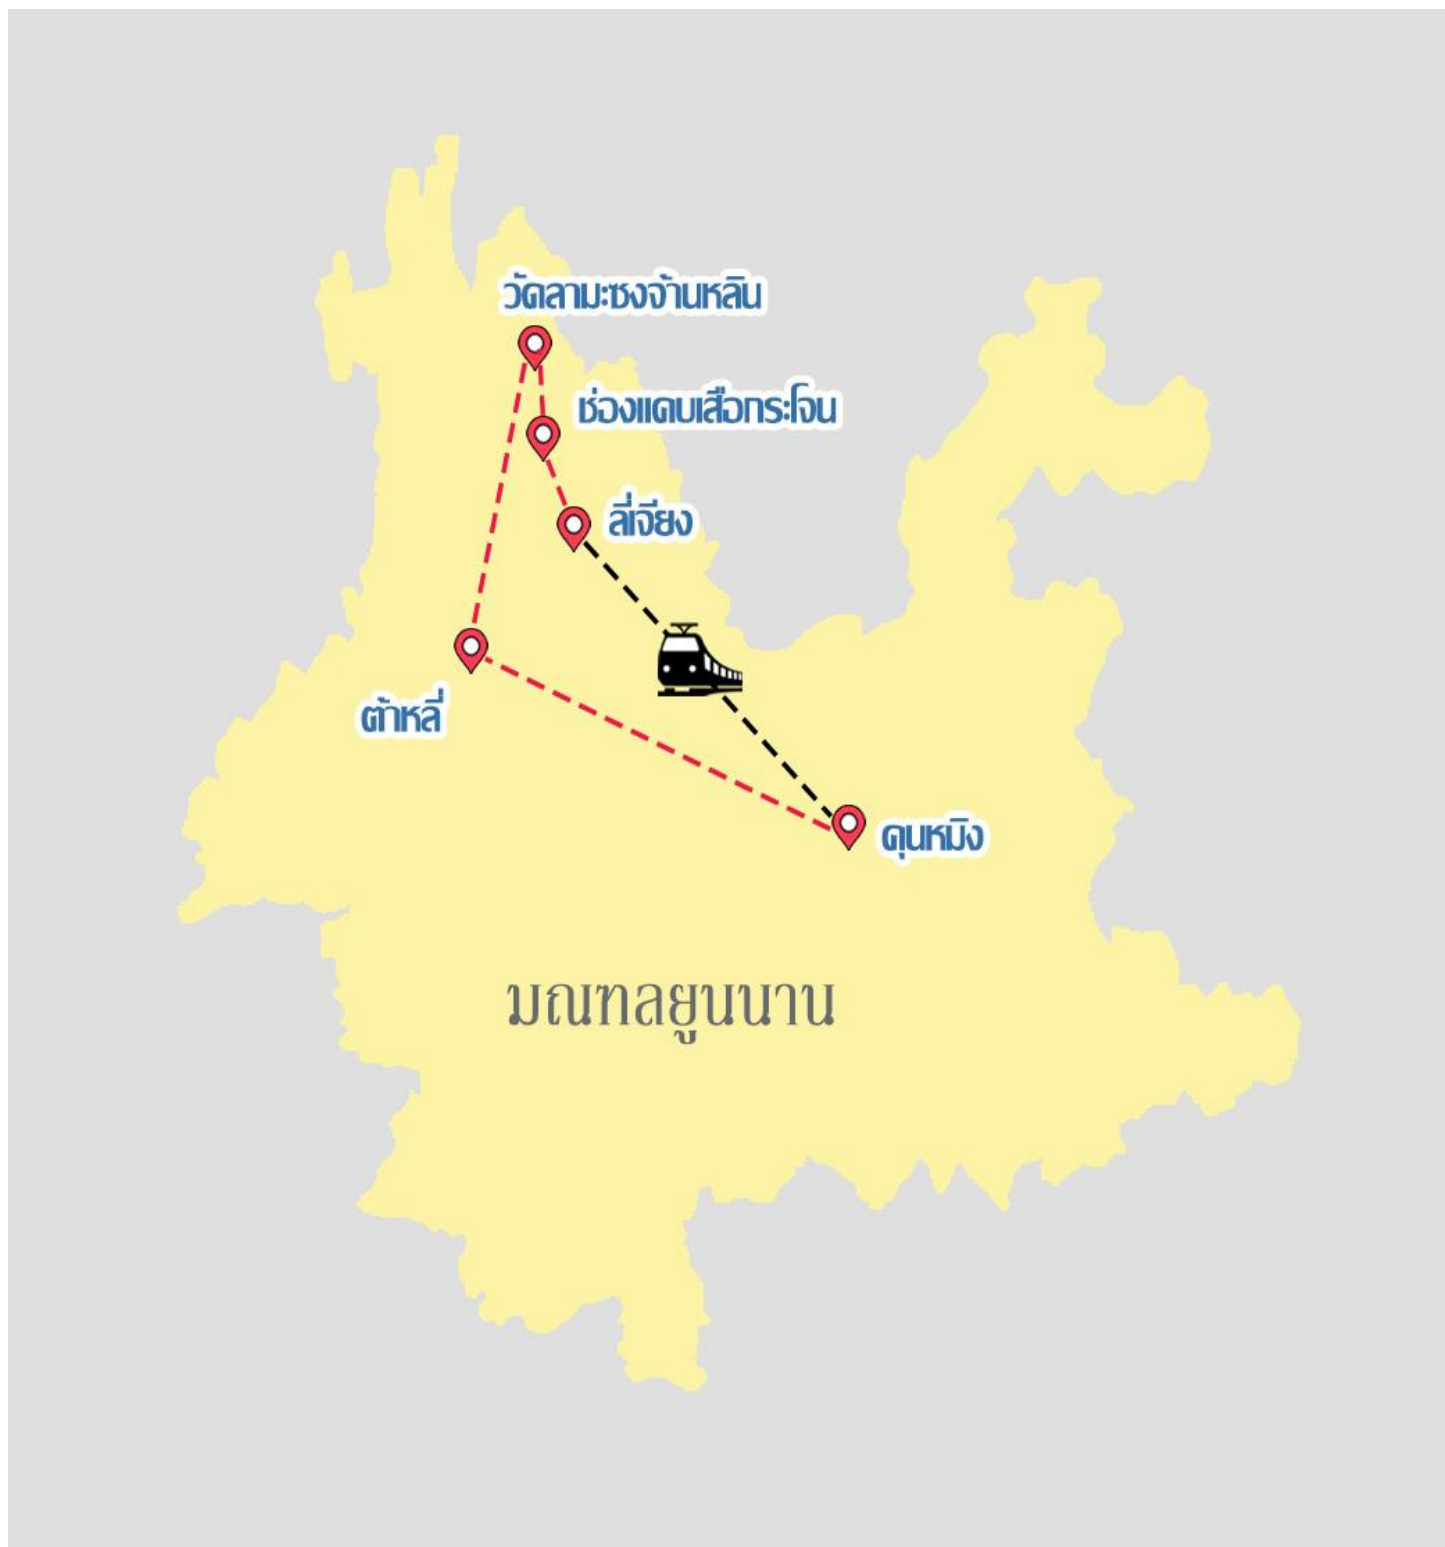 วัดลามะซงจ้านหลิน
ช่องแคบเสือกระโจน
ลี่เจียง
ต้าหลี่
คุนหมิง
มณฑลยูนนาน